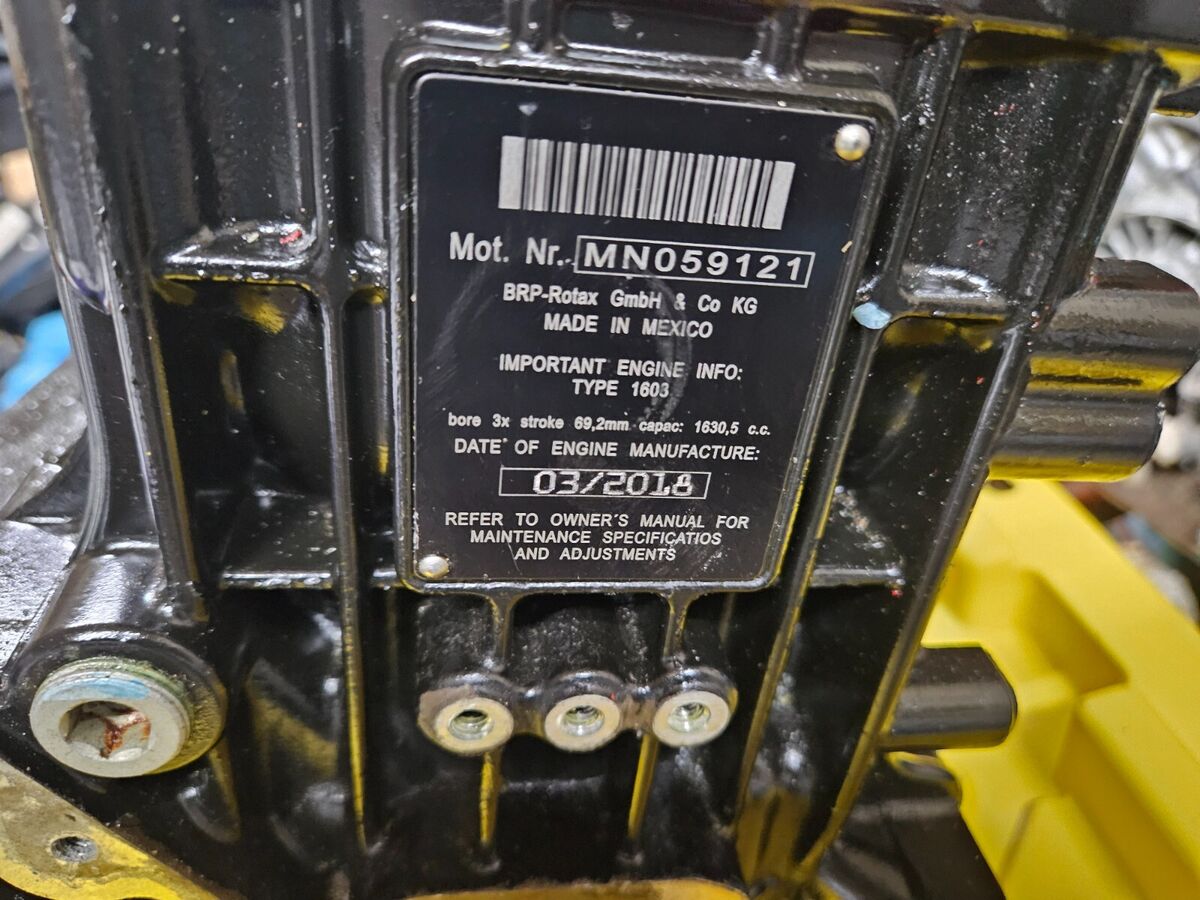 Mot. Nr. MN059121
BRP-Rotax GmbH & Co KG
MADE IN MEXICO
IMPORTANT ENGINE INFO:
TYPE 1603
bore 3x stroke 69,2mm capac: 1630,5 c.c.
DATE* OF ENGINE MANUFACTURE:
03/2018
REFER TO OWNER´S MANUAL FOR
MAINTENANCE SPECIFICATIOS
AND ADJUSTMENTS